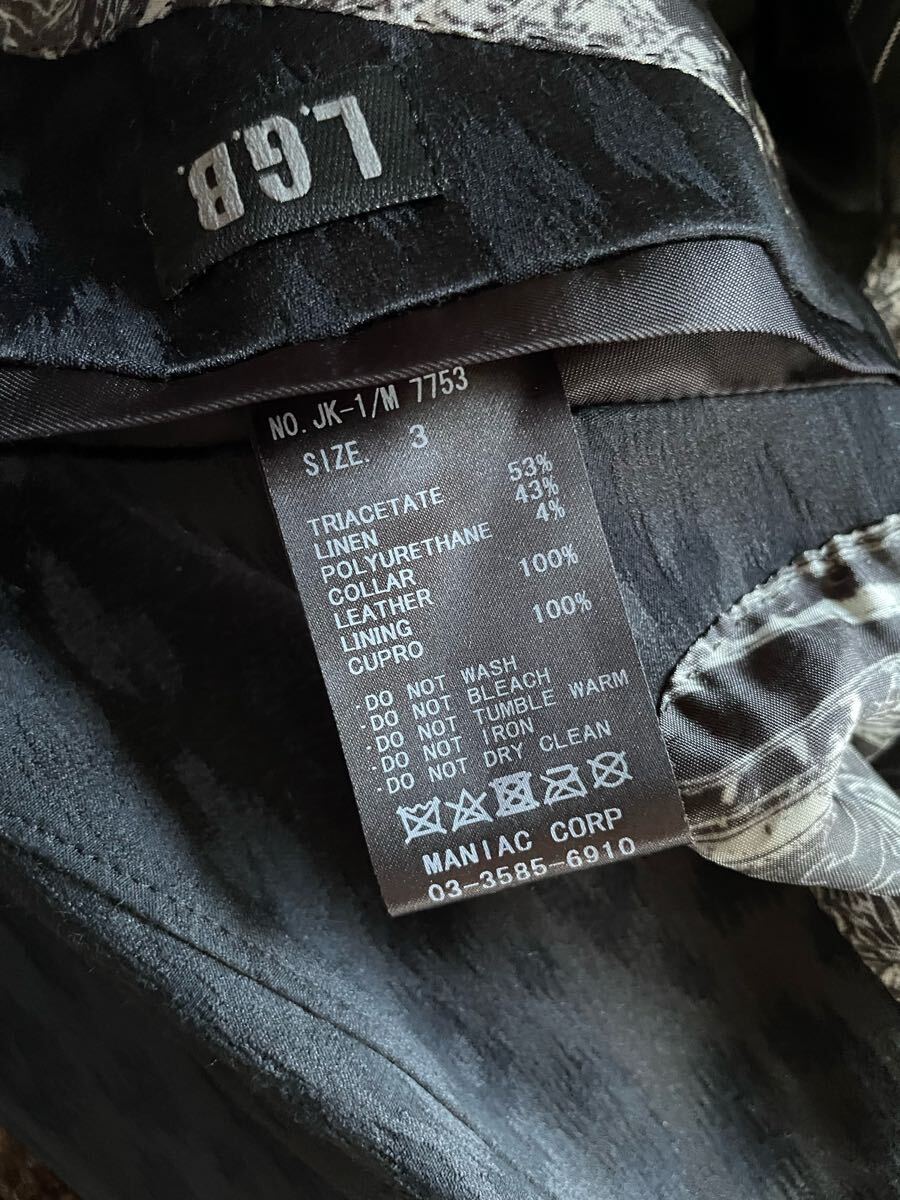 L.G.B.
NO. JK-1/M 7753
SIZE. 3
TRIACETATE 53%
LINEN 43%
POLYURETHANE 4%
COLLAR
LEATHER 100%
LINING
CUPRO 100%
·DO NOT WASH
·DO NOT BLEACH
·DO NOT TUMBLE WARM
·DO NOT IRON
·DO NOT DRY CLEAN
MANIAC CORP
03-3585-6910